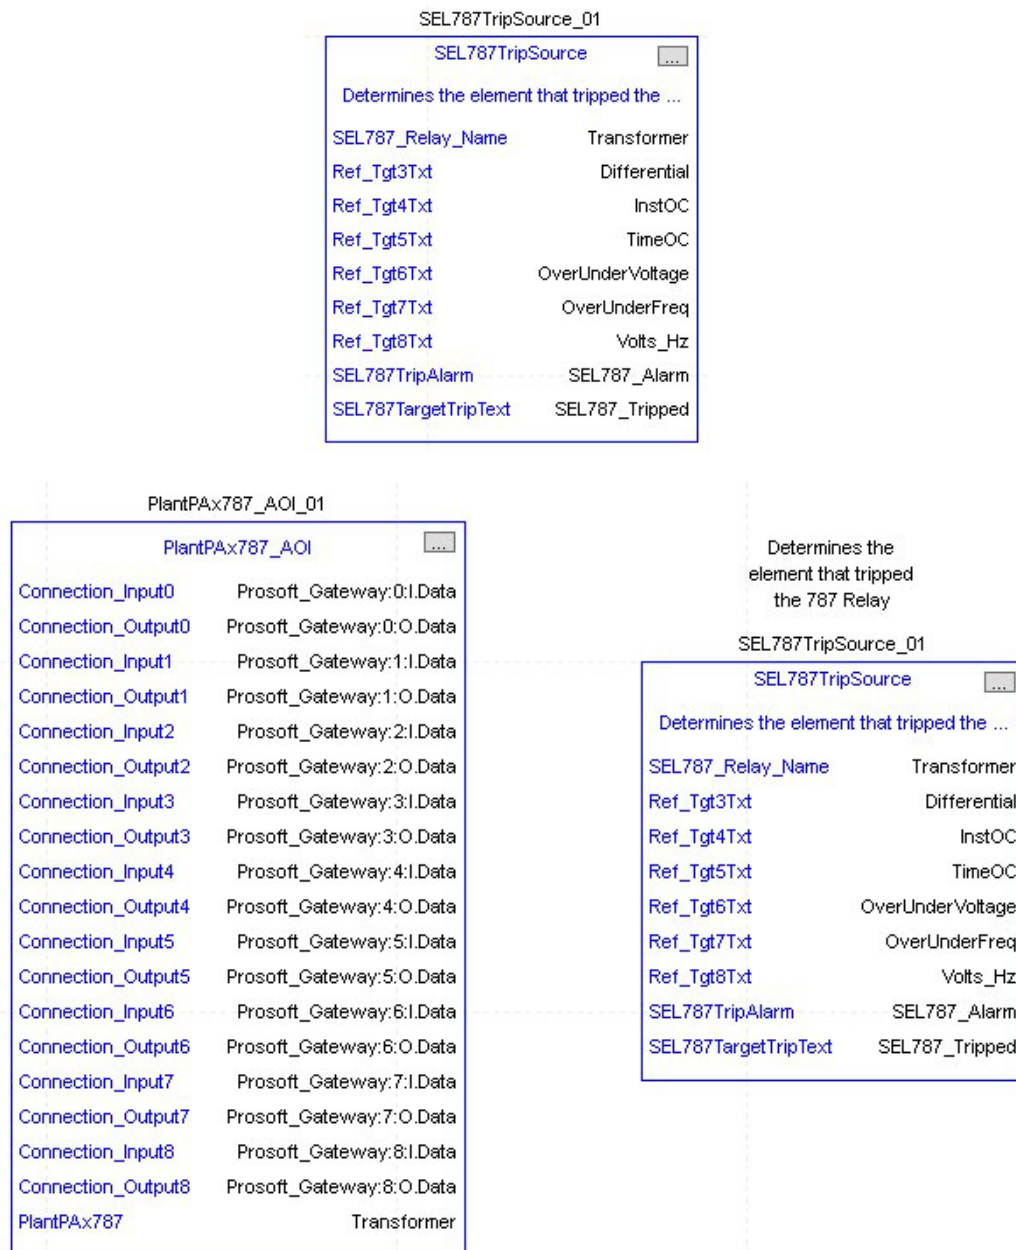 SEL787TripSource_01
SEL787TripSource ...
Determines the element that tripped the ...
SEL787_Relay_Name Transformer
Ref_Tgt3Txt Differential
Ref_Tgt4Txt InstOC
Ref_Tgt5Txt TimeOC
Ref_Tgt6Txt OverUnderVoltage
Ref_Tgt7Txt OverUnderFreq
Ref_Tgt8Txt Volts_Hz
SEL787TripAlarm SEL787_Alarm
SEL787TargetTripText SEL787_Tripped
PlantPAx787_AOI_01
PlantPAx787_AOI ...
Connection_Input0 Prosoft_Gateway:0:I.Data
Connection_Output0 Prosoft_Gateway:0:O.Data
Connection_Input1 Prosoft_Gateway:1:I.Data
Connection_Output1 Prosoft_Gateway:1:O.Data
Connection_Input2 Prosoft_Gateway:2:I.Data
Connection_Output2 Prosoft_Gateway:2:O.Data
Connection_Input3 Prosoft_Gateway:3:I.Data
Connection_Output3 Prosoft_Gateway:3:O.Data
Connection_Input4 Prosoft_Gateway:4:I.Data
Connection_Output4 Prosoft_Gateway:4:O.Data
Connection_Input5 Prosoft_Gateway:5:I.Data
Connection_Output5 Prosoft_Gateway:5:O.Data
Connection_Input6 Prosoft_Gateway:6:I.Data
Connection_Output6 Prosoft_Gateway:6:O.Data
Connection_Input7 Prosoft_Gateway:7:I.Data
Connection_Output7 Prosoft_Gateway:7:O.Data
Connection_Input8 Prosoft_Gateway:8:I.Data
Connection_Output8 Prosoft_Gateway:8:O.Data
PlantPAx787 Transformer
Determines the
element that tripped
the 787 Relay
SEL787TripSource_01
SEL787TripSource ...
Determines the element that tripped the ...
SEL787_Relay_Name Transformer
Ref_Tgt3Txt Differential
Ref_Tgt4Txt InstOC
Ref_Tgt5Txt TimeOC
Ref_Tgt6Txt OverUnderVoltage
Ref_Tgt7Txt OverUnderFreq
Ref_Tgt8Txt Volts_Hz
SEL787TripAlarm SEL787_Alarm
SEL787TargetTripText SEL787_Tripped